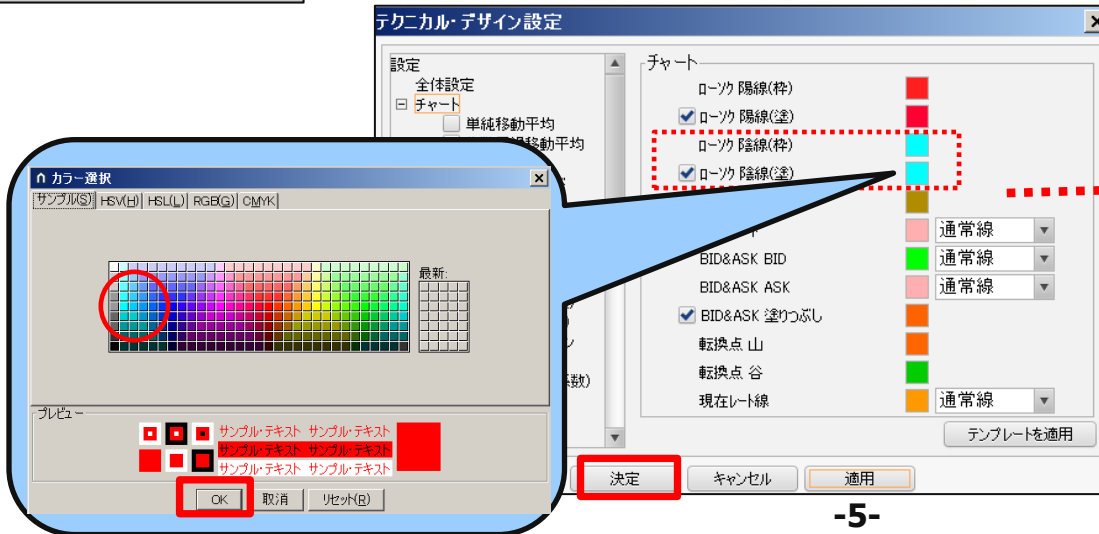 テクニカル・デザイン設定
設定
全体設定
チャート
単純移動平均
移動平均
チャート
ローソク 陽線(枠)
ローソク 陽線(塗)
ローソク 陰線(枠)
ローソク 陰線(塗)
通常線
BID&ASK BID 通常線
BID&ASK ASK 通常線
BID&ASK 塗りつぶし
転換点 山
転換点 谷
現在レート線 通常線
テンプレートを適用
決定 キャンセル 適用
カラー選択
サンプル(S) HSV(H) HSL(L) RGB(G) CMYK
最新:
プレビュー
サンプル・テキスト サンプル・テキスト
サンプル・テキスト サンプル・テキスト
サンプル・テキスト サンプル・テキスト
OK 取消 リセット(R)
-5-